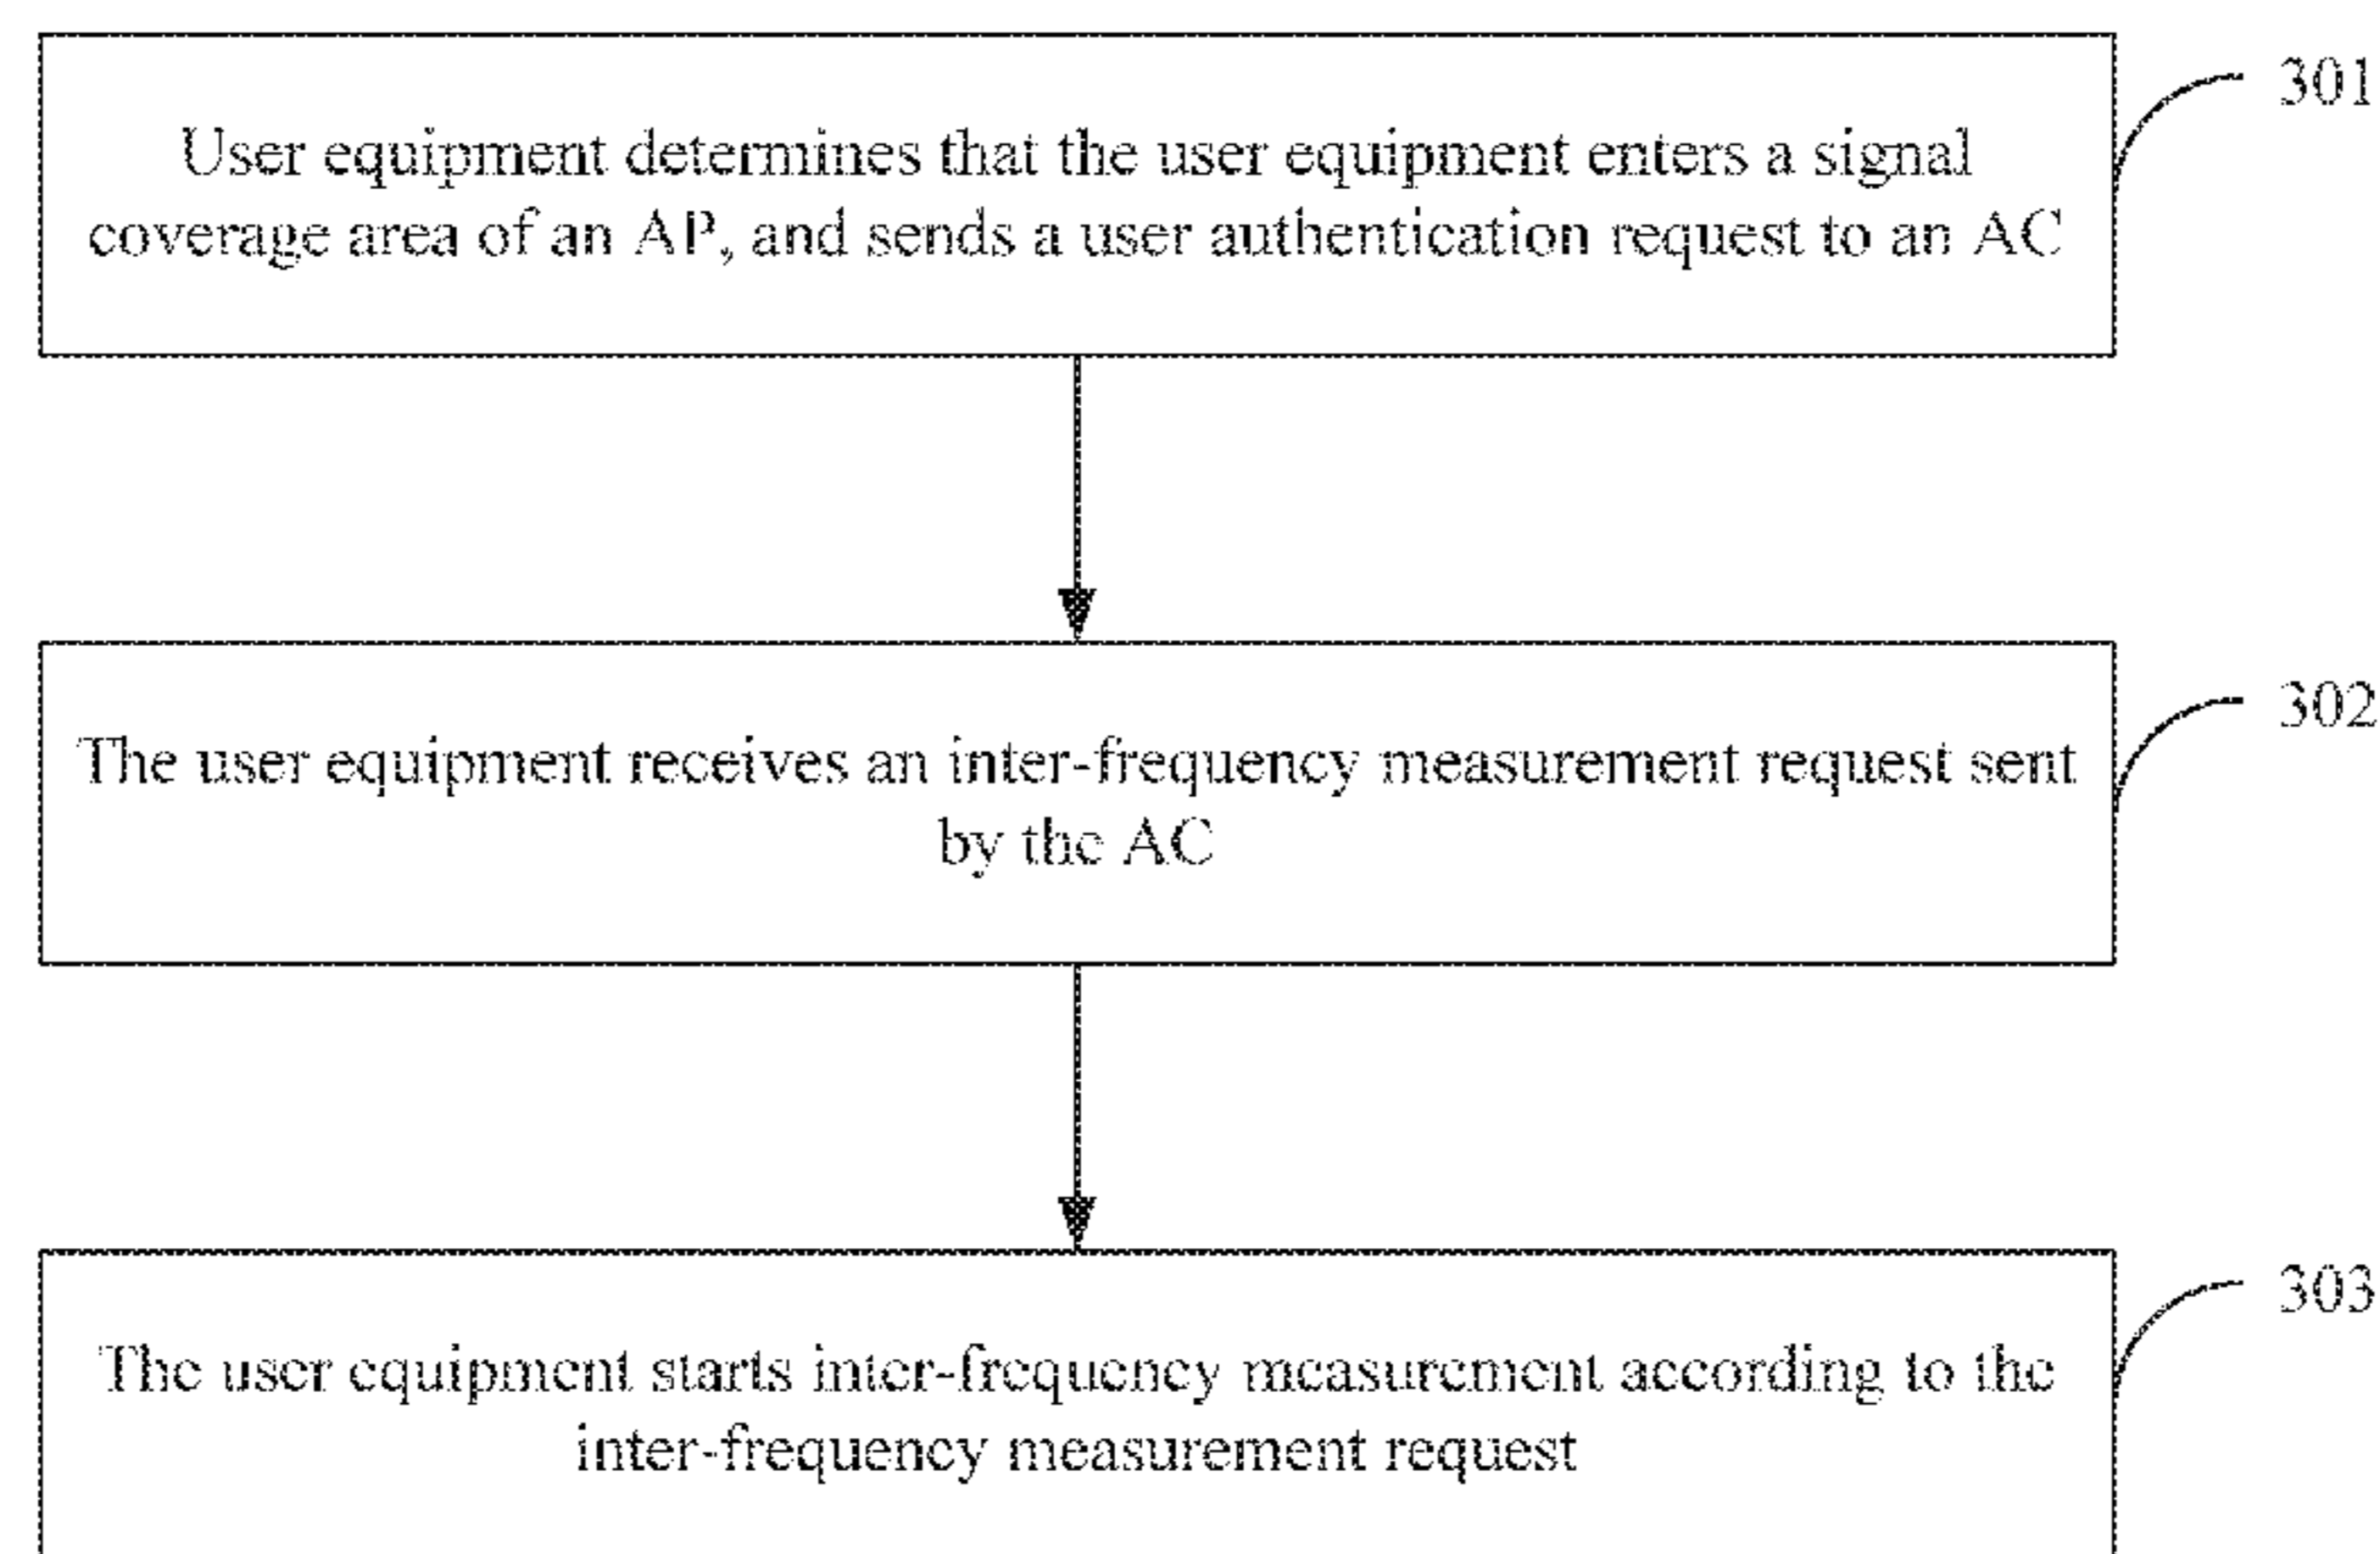 301
User equipment determines that the user equipment enters a signal
coverage area of an AP, and sends a user authentication request to an AC
302
The user equipment receives an inter-frequency measurement request sent
by the AC
303
The user equipment starts inter-frequency measurement according to the
inter-frequency measurement request